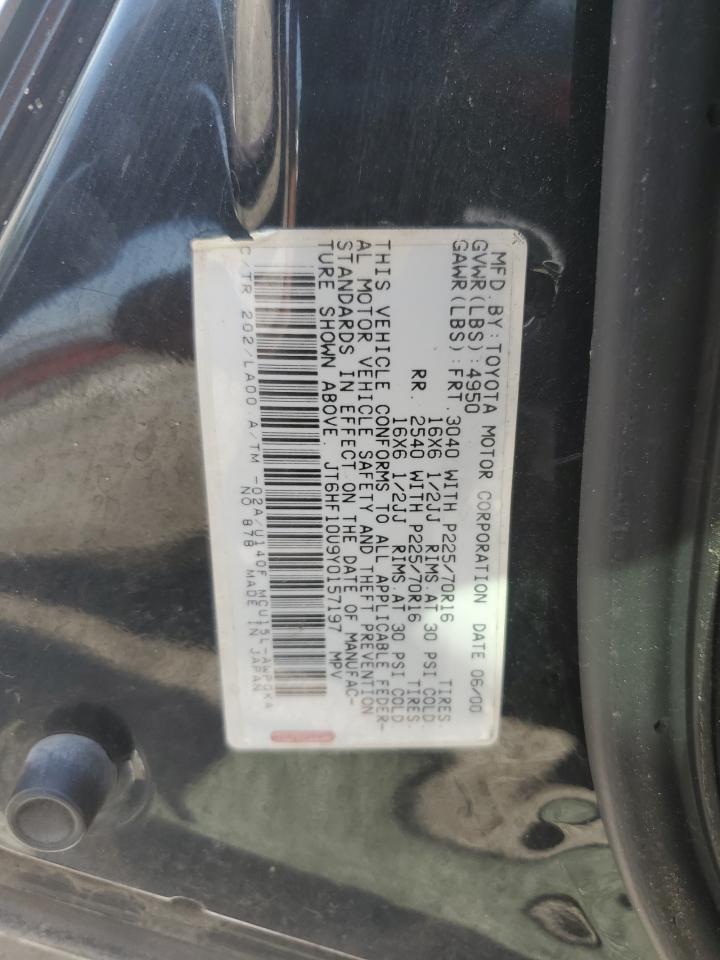 MFD. BY: TOYOTA MOTOR CORPORATION DATE 06/00
GVWR(LBS):4950
GAWR(LBS):FRT .3040 WITH P225/70R16 TIRES.
16X6 1/2JJ RIMS.AT 30 PSI COLD.
RR. 2540 WITH P225/70R16 TIRES.
16X6 1/2JJ RIMS.AT 30 PSI COLD.
THIS VEHICLE CONFORMS TO ALL APPLICABLE FEDER-
AL MOTOR VEHICLE SAFETY AND THEFT PREVENTION
STANDARDS IN EFFECT ON THE DATE OF MANUFAC-
TURE SHOWN ABOVE. JT6HF10U9Y0157197 MPV
C/TR 202/LA00 A/TM -02A/U140F MCU15L-AWPGKA
NO 878 MADE IN JAPAN